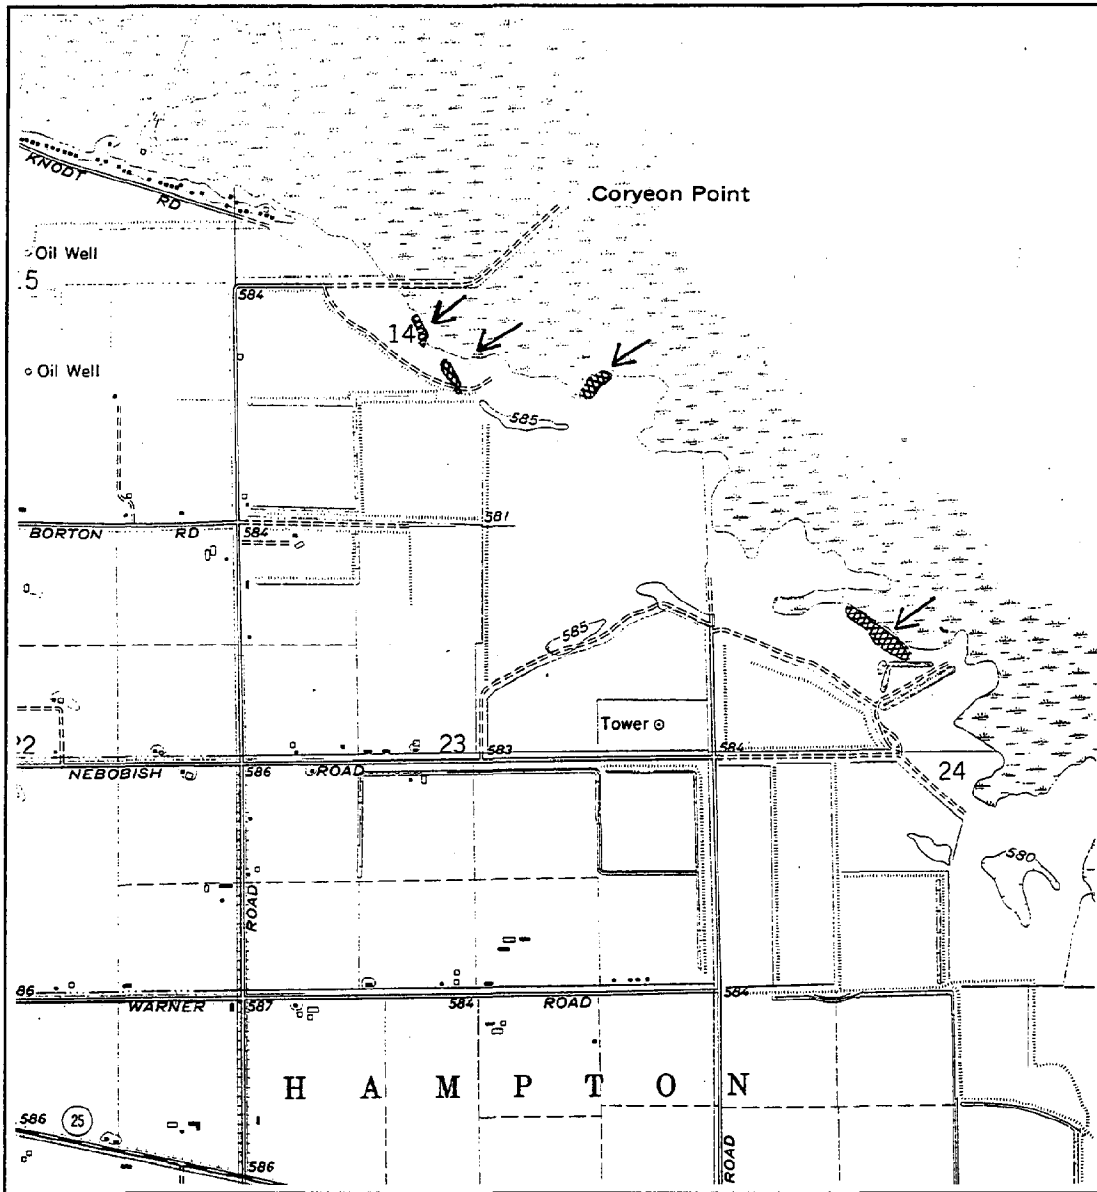 KNODT
RD
Coryeon Point
Oil Well
.5
584
14
Oil Well
585
581
BORTON RD
584
585
Tower
22
23
583
584
NEBOBISH ROAD
586
24
580
ROAD
86
WARNER ROAD
587
584
584
HAMPTON
586
25
586
ROAD